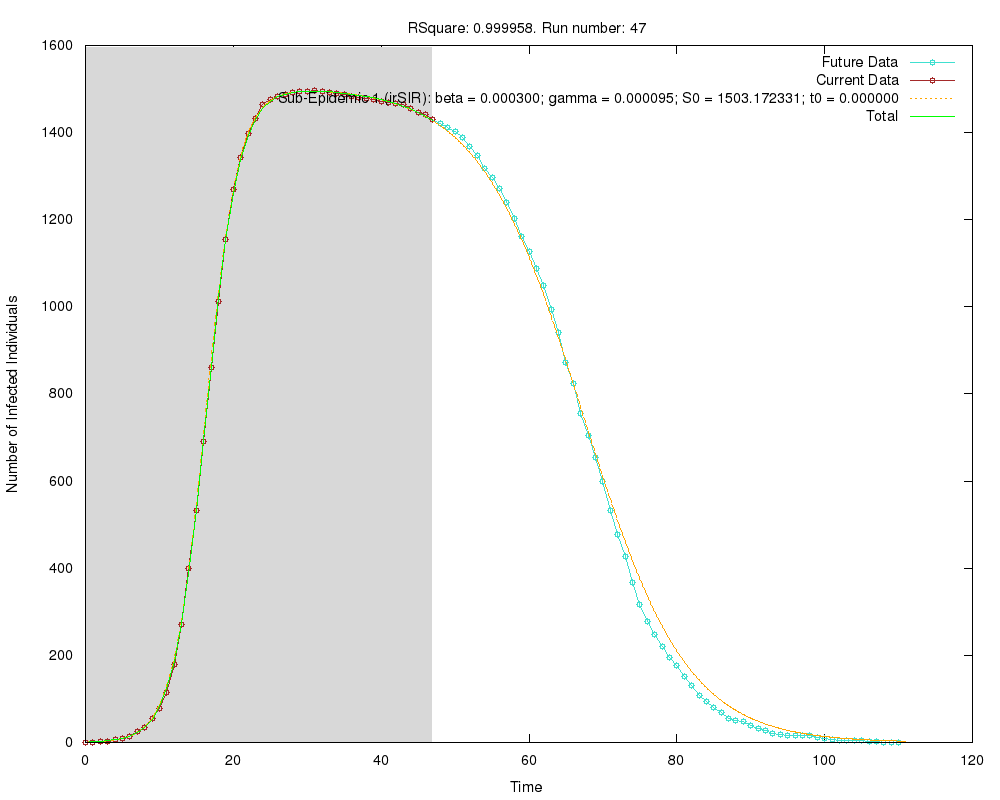 RSquare: 0.999958. Run number: 47
1600
1400
1200
1000
800
600
400
200
0
0 20 40 60 80 100 120
Number of Infected Individuals
Time
Future Data
Current Data
Sub-Epidemic 1 (irSIR): beta = 0.000300; gamma = 0.000095; S0 = 1503.172331; t0 = 0.000000
Total